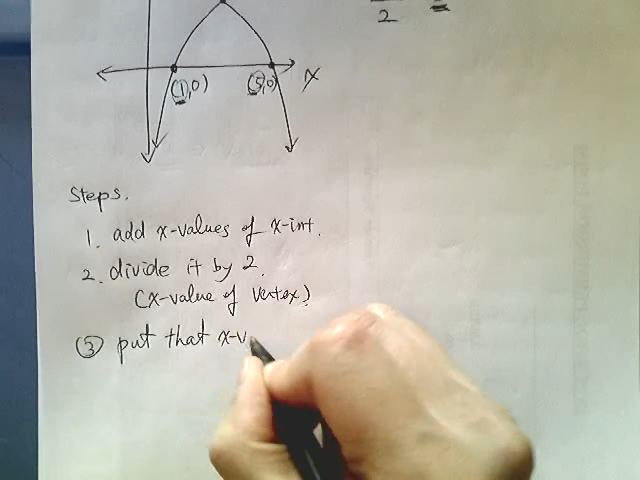 2
X
(1,0)
(5,0)
Steps.
1. add x-values of x-int.
2. divide it by 2.
(x-value of vertex)
③ put that x-v